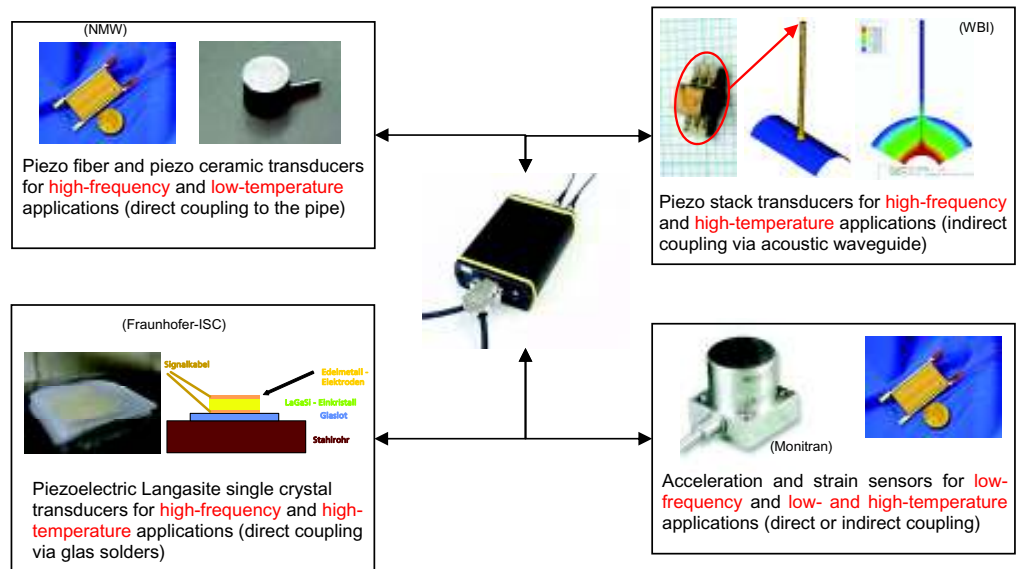 (NMW)
Piezo fiber and piezo ceramic transducers
for high-frequency and low-temperature
applications (direct coupling to the pipe)
(WBI)
Piezo stack transducers for high-frequency
and high-temperature applications (indirect
coupling via acoustic waveguide)
(Fraunhofer-ISC)
Signalkabel
Edelmetall -
Elektroden
LaGaSi - Einkristall
Glaslot
Stahlrohr
Piezoelectric Langasite single crystal
transducers for high-frequency and high-
temperature applications (direct coupling
via glas solders)
(Monitran)
Acceleration and strain sensors for low-
frequency and low- and high-temperature
applications (direct or indirect coupling)